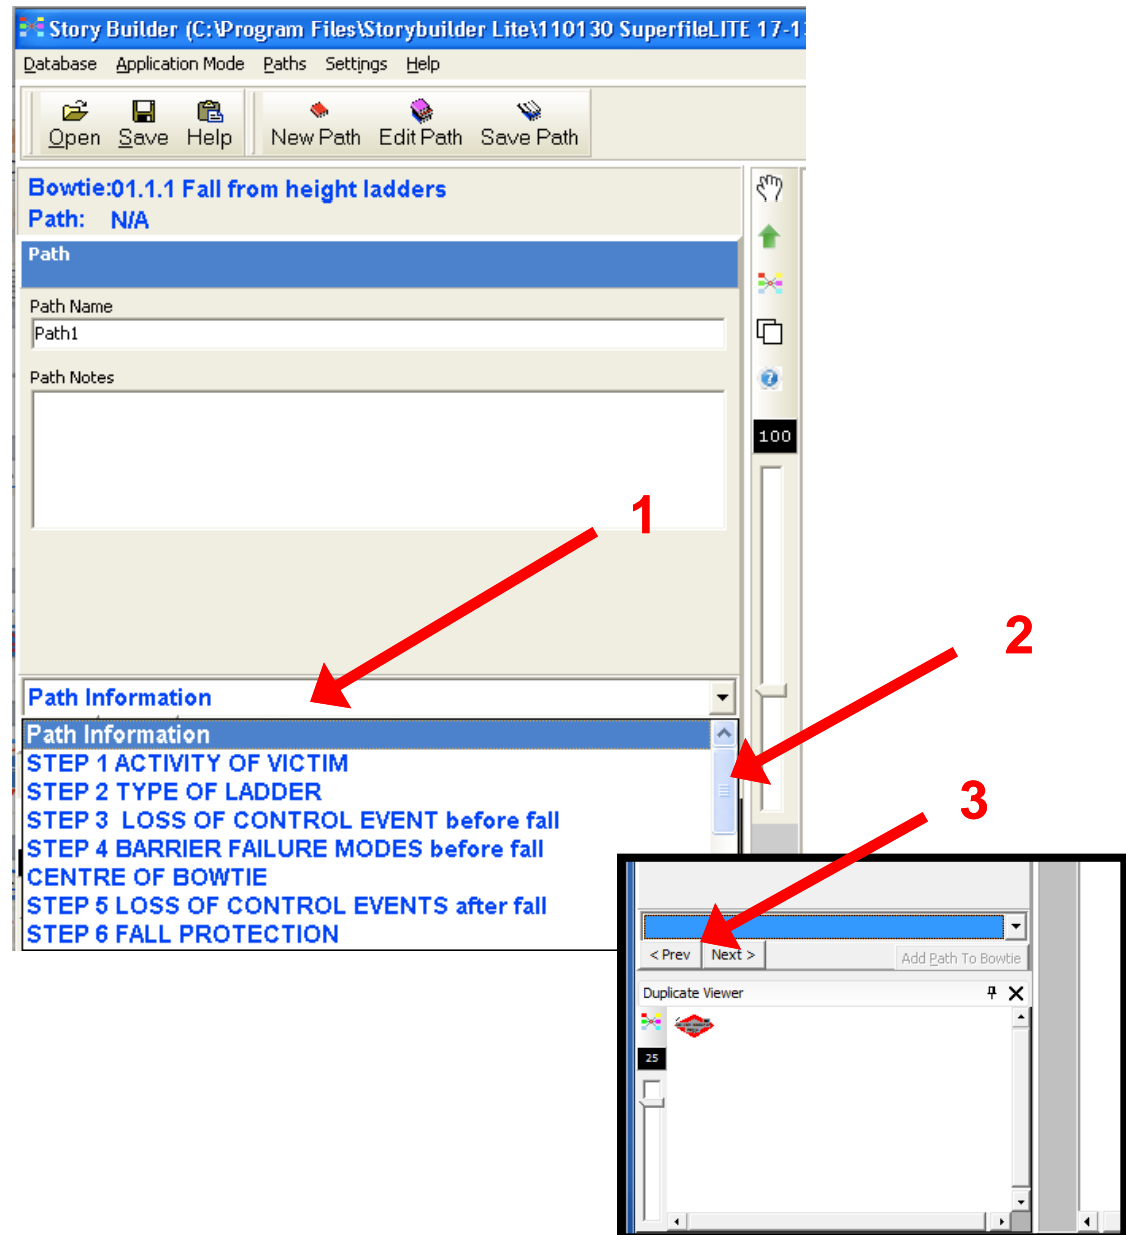 Story Builder (C:\Program Files\Storybuilder Lite\110130 SuperfileLITE 17-1
Database Application Mode Paths Settings Help
Open Save Help New Path Edit Path Save Path
Bowtie:01.1.1 Fall from height ladders
Path: N/A
Path
Path Name
Path1
Path Notes
100
1
2
Path Information
Path Information
STEP 1 ACTIVITY OF VICTIM
STEP 2 TYPE OF LADDER
3
STEP 3 LOSS OF CONTROL EVENT before fall
STEP 4 BARRIER FAILURE MODES before fall
CENTRE OF BOWTIE
STEP 5 LOSS OF CONTROL EVENTS after fall
STEP 6 FALL PROTECTION
< Prev Next > Add Path To Bowtie
Duplicate Viewer
25